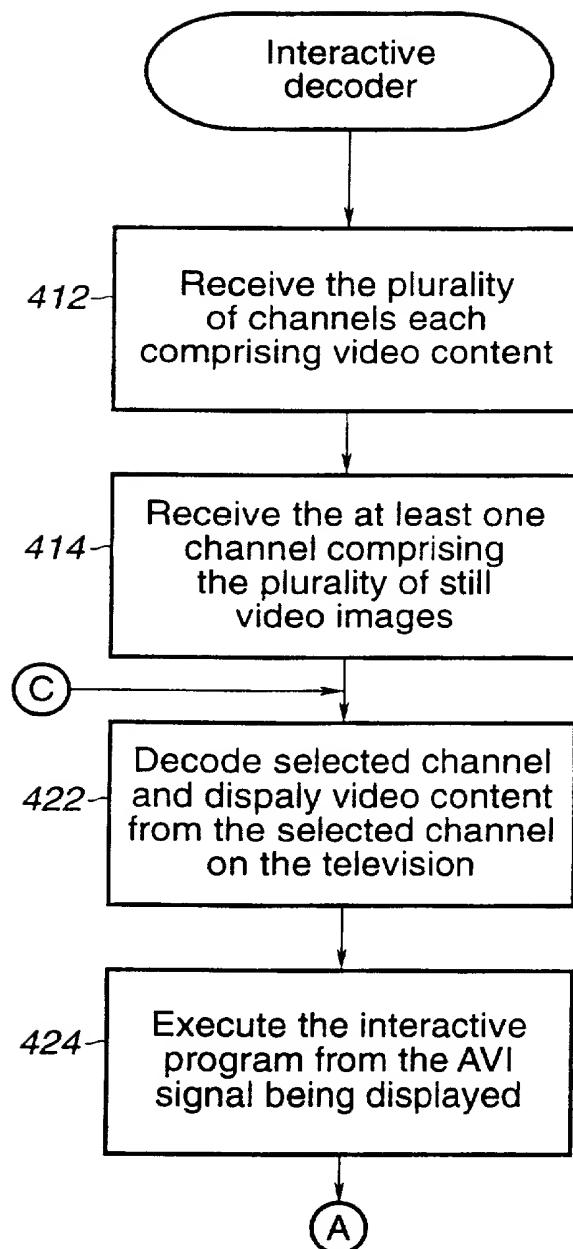 Interactive
decoder
412
Receive the plurality
of channels each
comprising video content
414
Receive the at least one
channel comprising
the plurality of still
video images
C
422
Decode selected channel
and dispaly video content
from the selected channel
on the television
424
Execute the interactive
program from the AVI
signal being displayed
A